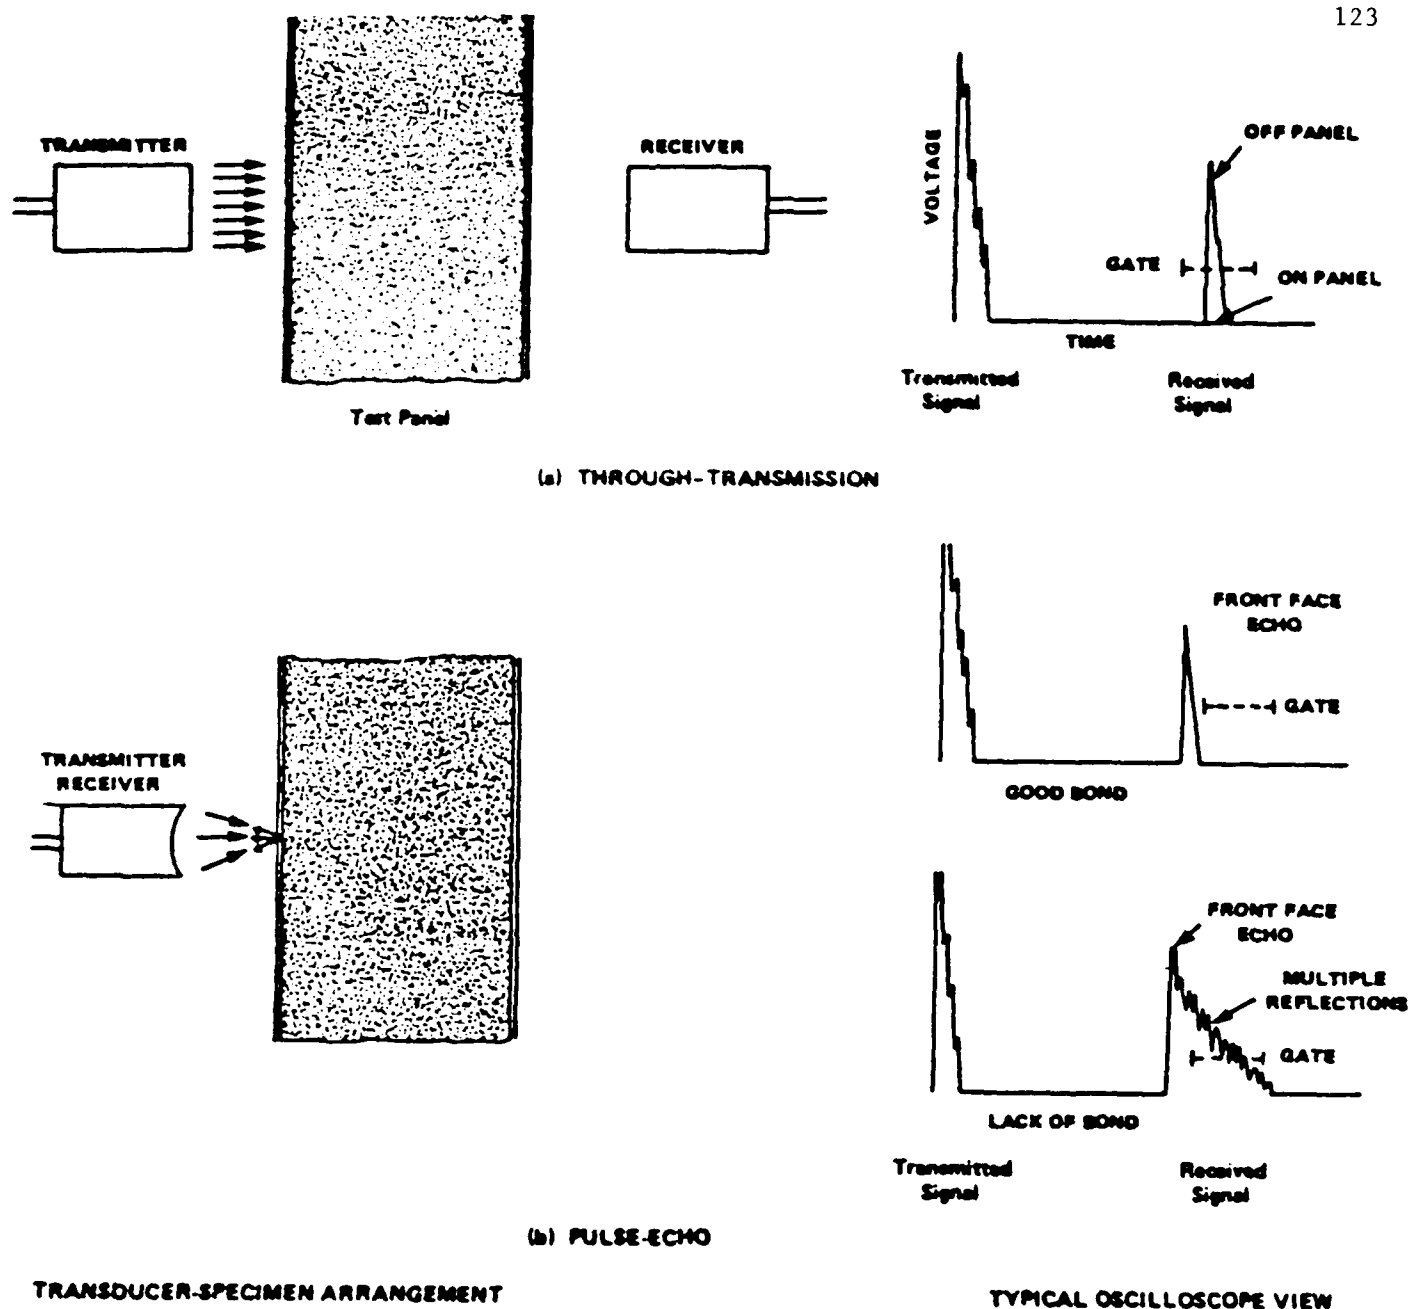 123
TRANSMITTER
RECEIVER
VOLTAGE
OFF PANEL
GATE
ON PANEL
TIME
Transmitted
Signal
Received
Signal
Test Panel
(a) THROUGH-TRANSMISSION
FRONT FACE
ECHO
GATE
GOOD BOND
TRANSMITTER
RECEIVER
FRONT FACE
ECHO
MULTIPLE
REFLECTIONS
GATE
LACK OF BOND
Transmitted
Signal
Received
Signal
(b) PULSE-ECHO
TRANSDUCER-SPECIMEN ARRANGEMENT
TYPICAL OSCILLOSCOPE VIEW